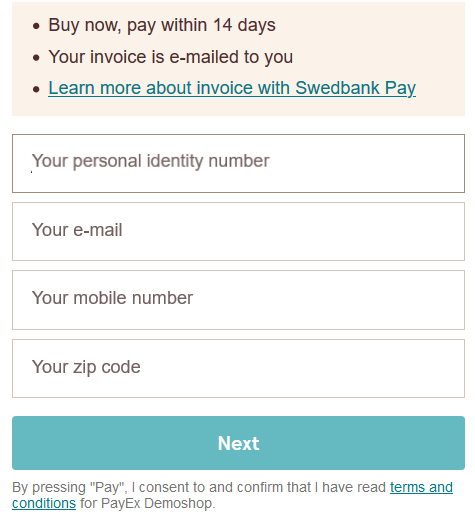 Buy now, pay within 14 days
Your invoice is e-mailed to you
Learn more about invoice with Swedbank Pay
Your personal identity number
Your e-mail
Your mobile number
Your zip code
Next
By pressing "Pay", I consent to and confirm that I have read terms and
conditions for PayEx Demoshop.